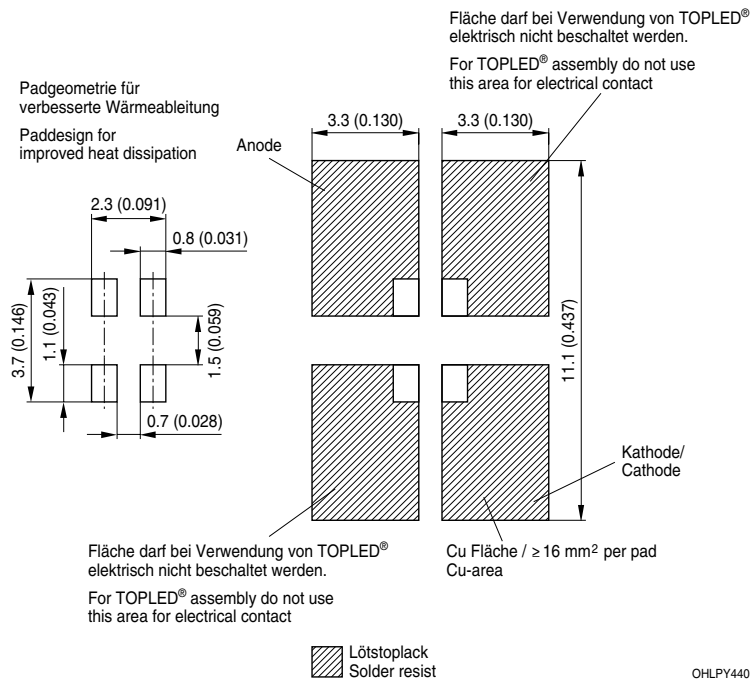 Fläche darf bei Verwendung von TOPLED®
elektrisch nicht beschaltet werden.
For TOPLED® assembly do not use
this area for electrical contact
Padgeometrie für
verbesserte Wärmeableitung
Paddesign for
improved heat dissipation
Anode
3.3 (0.130)
3.3 (0.130)
2.3 (0.091)
0.8 (0.031)
3.7 (0.146)
1.1 (0.043)
1.5 (0.059)
11.1 (0.437)
0.7 (0.028)
Kathode/
Cathode
Fläche darf bei Verwendung von TOPLED®
elektrisch nicht beschaltet werden.
For TOPLED® assembly do not use
this area for electrical contact
Cu Fläche / ≥ 16 mm² per pad
Cu-area
Lötstoplack
Solder resist
OHLPY440